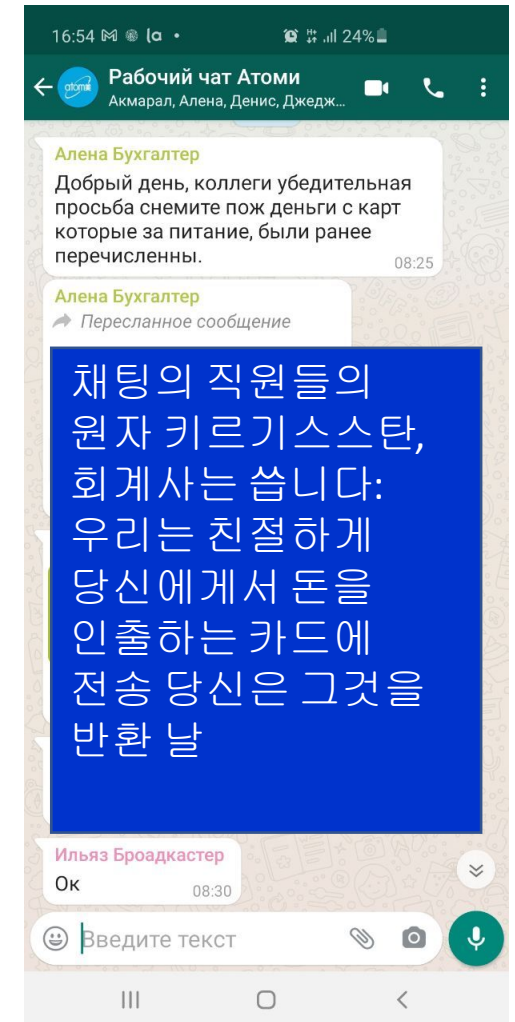 16:54 24%
atomi
Рабочий чат Атоми
Акмарал, Алена, Денис, Джедж...
Алена Бухгалтер
Добрый день, коллеги убедительная
просьба снемите пож деньги с карт
которые за питание, были ранее
перечисленны.
08:25
Алена Бухгалтер
Пересланное сообщение
채팅의 직원들의
원자 키르기스스탄,
회계사는 씁니다:
우리는 친절하게
당신에게서 돈을
인출하는 카드에
전송 당신은 그것을
반환 날
Ильяз Броадкастер
Ок
08:30
Введите текст